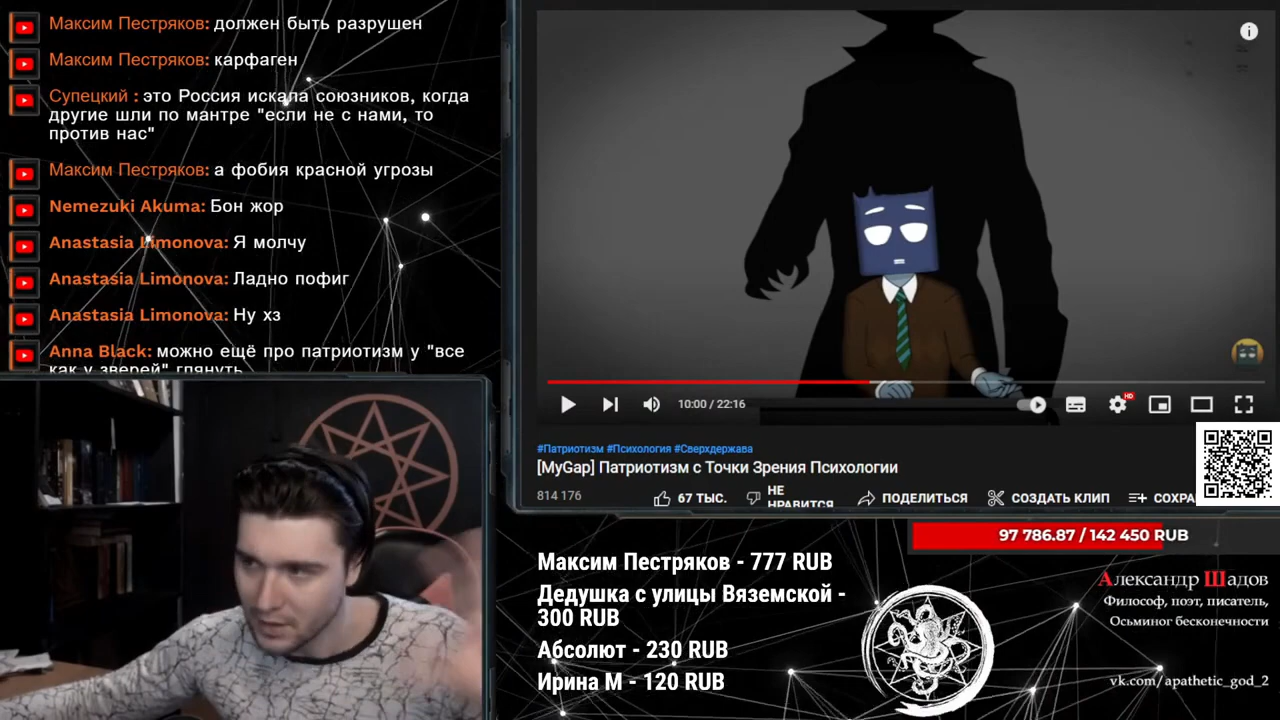 Максим Пестряков: должен быть разрушен
Максим Пестряков: карфаген
Супецкий : это Россия искала союзников, когда
другие шли по мантре "если не с нами, то
против нас"
Максим Пестряков: а фобия красной угрозы
Nemezuki Akuma: Бон жор
Anastasia Limonova: Я молчу
Anastasia Limonova: Ладно пофиг
Anastasia Limonova: Ну хз
Anna Black: можно ещё про патриотизм у "все
как у зверей" глянуть
10:00 / 22:16
HD
#Патриотизм #Психология #Сверхдержава
[MyGap] Патриотизм с Точки Зрения Психологии
814 176
67 ТЫС.
НЕ
НРАВИТСЯ
ПОДЕЛИТЬСЯ
СОЗДАТЬ КЛИП
СОХРА
97 786.87 / 142 450 RUB
Максим Пестряков - 777 RUB
Дедушка с улицы Вяземской -
300 RUB
Абсолют - 230 RUB
Ирина М - 120 RUB
Александр Шадов
Философ, поэт, писатель,
Осьминог бесконечности
vk.com/apathetic_god_2